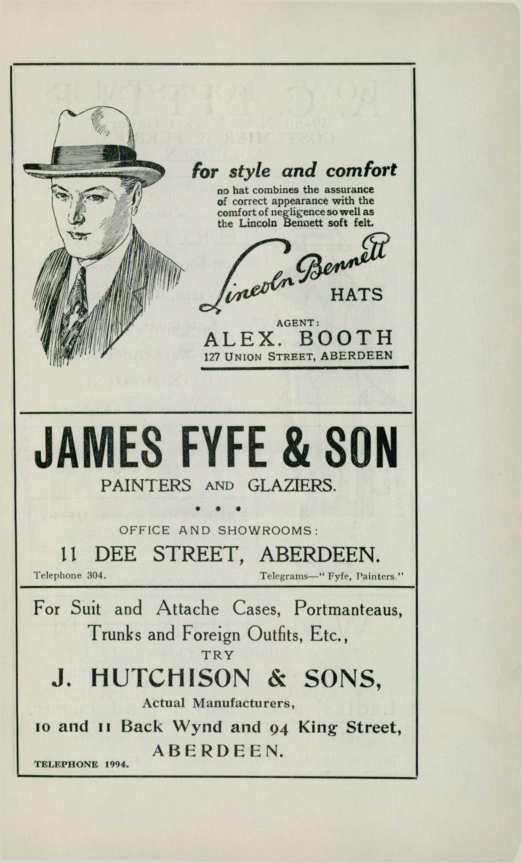 for style and comfort
no hat combines the assurance
of correct appearance with the
comfort of negligence so well as
the Lincoln Bennett soft felt.
Lincoln Bennett
HATS
AGENT:
ALEX. BOOTH
127 UNION STREET, ABERDEEN
JAMES FYFE & SON
PAINTERS AND GLAZIERS.
• • •
OFFICE AND SHOWROOMS:
11 DEE STREET, ABERDEEN.
Telephone 304. Telegrams—"Fyfe, Painters."
For Suit and Attache Cases, Portmanteaus,
Trunks and Foreign Outfits, Etc.,
TRY
J. HUTCHISON & SONS,
Actual Manufacturers,
10 and 11 Back Wynd and 94 King Street,
ABERDEEN.
TELEPHONE 1994.